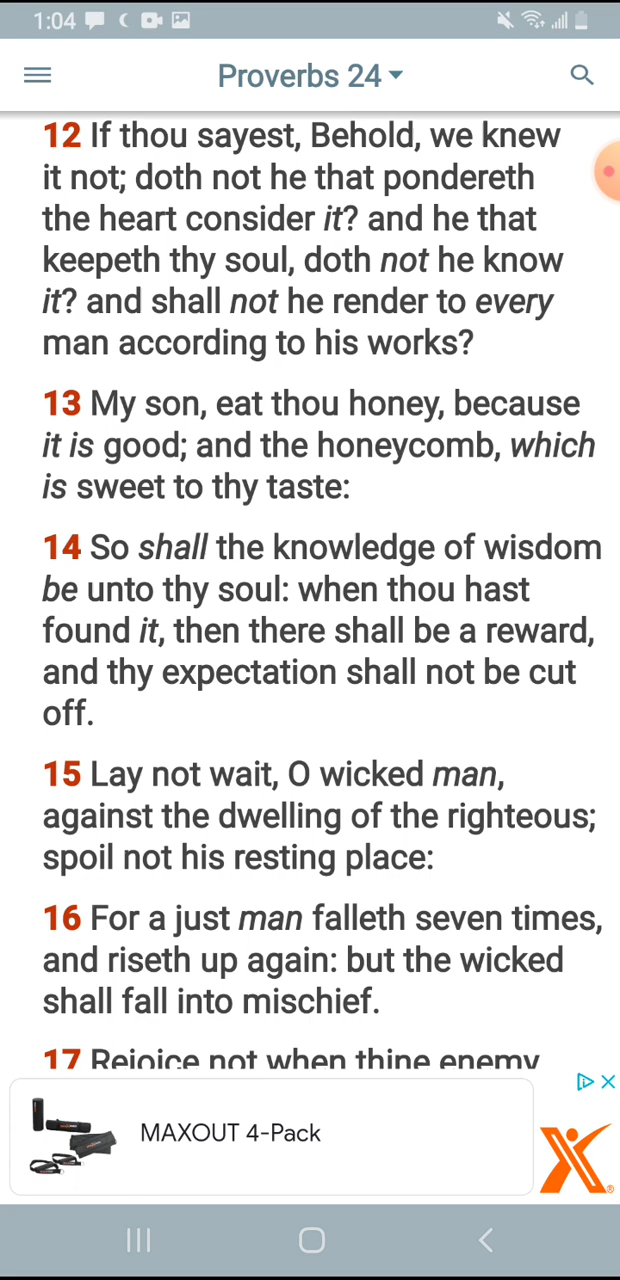 1:04
Proverbs 24
12 If thou sayest, Behold, we knew
it not; doth not he that pondereth
the heart consider it? and he that
keepeth thy soul, doth not he know
it? and shall not he render to every
man according to his works?
13 My son, eat thou honey, because
it is good; and the honeycomb, which
is sweet to thy taste:
14 So shall the knowledge of wisdom
be unto thy soul: when thou hast
found it, then there shall be a reward,
and thy expectation shall not be cut
off.
15 Lay not wait, O wicked man,
against the dwelling of the righteous;
spoil not his resting place:
16 For a just man falleth seven times,
and riseth up again: but the wicked
shall fall into mischief.
17 Rejoice not when thine enemy
MAXOUT 4-Pack